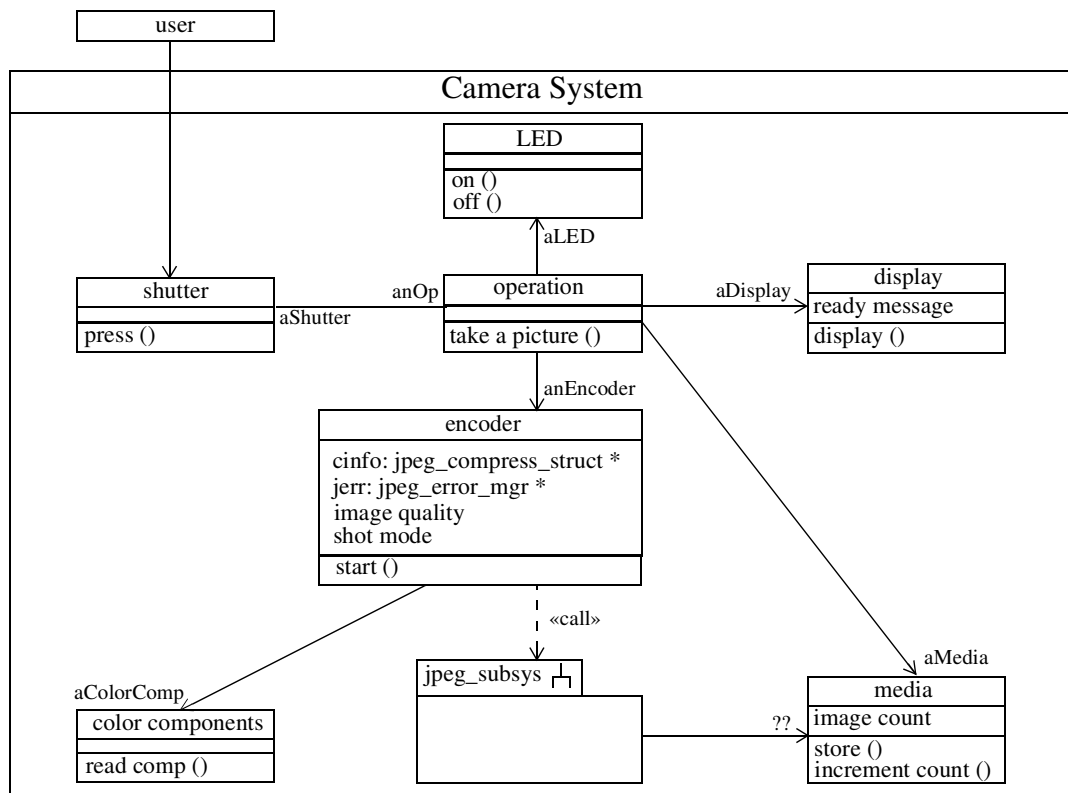 user
Camera System
LED
on ()
off ()
aLED
shutter
press ()
anOp
aShutter
operation
take a picture ()
aDisplay
display
ready message
display ()
anEncoder
encoder
cinfo: jpeg_compress_struct *
jerr: jpeg_error_mgr *
image quality
shot mode
start ()
«call»
aColorComp
color components
read comp ()
jpeg_subsys
??
aMedia
media
image count
store ()
increment count ()